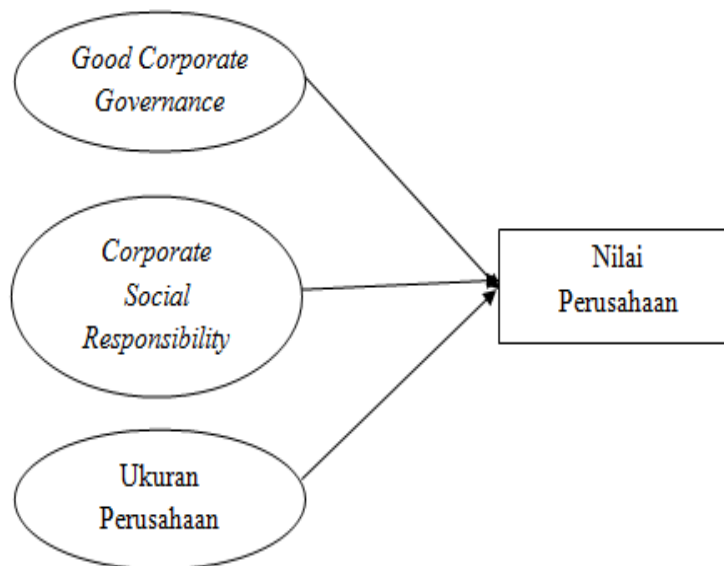 Good Corporate
Governance
Corporate
Social
Responsibility
Nilai
Perusahaan
Ukuran
Perusahaan